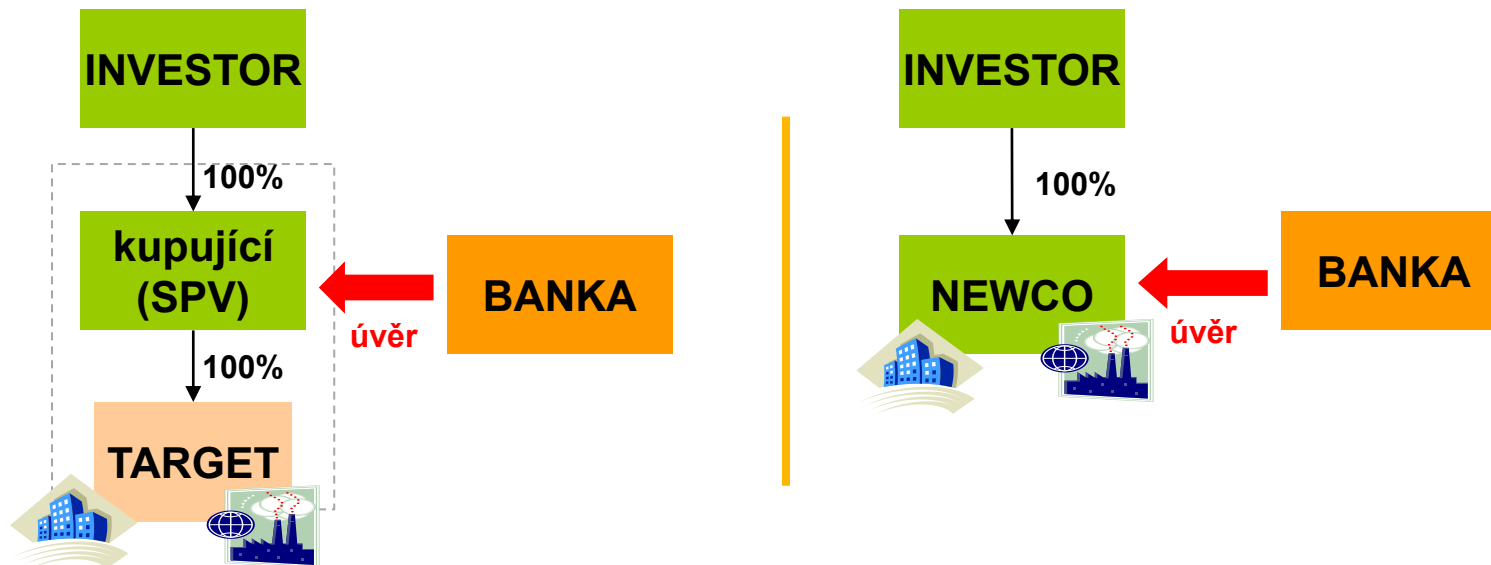 INVESTOR
100%
kupující
(SPV)
BANKA
úvěr
100%
TARGET
INVESTOR
100%
NEWCO
BANKA
úvěr